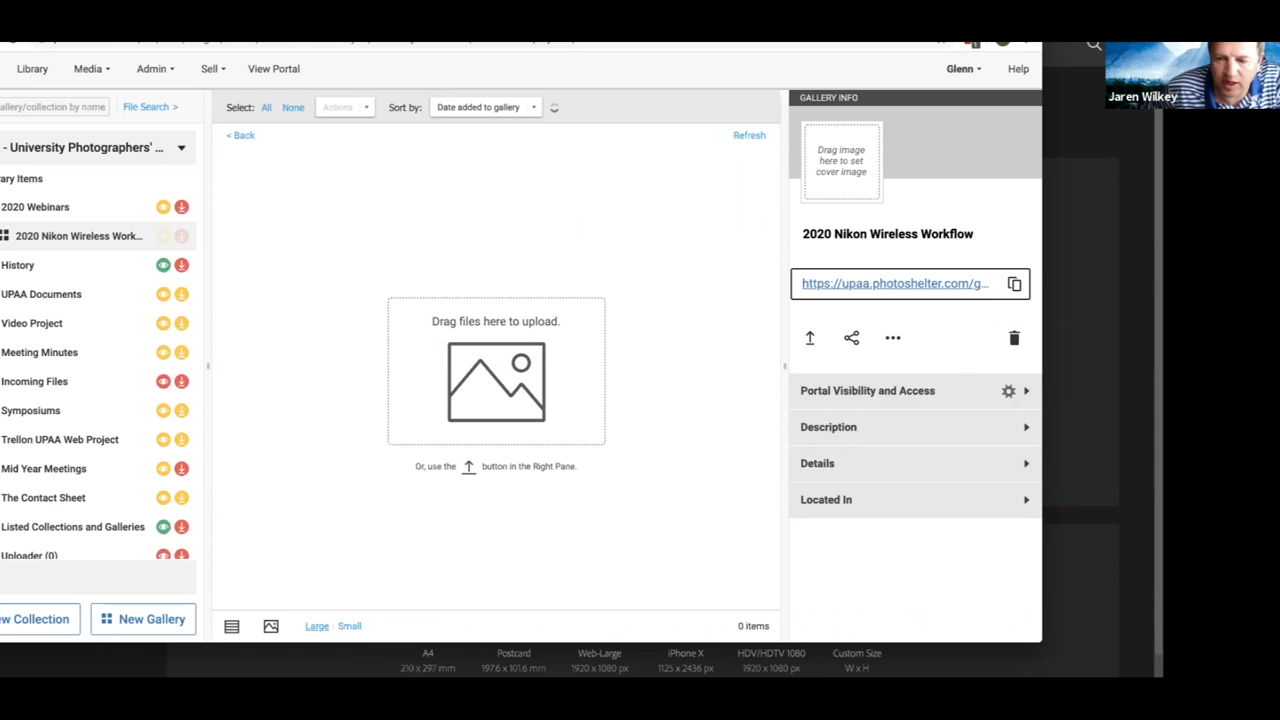 Library Media Admin Sell View Portal Glenn Help
allery/collection by name File Search >
Select: All None Actions Sort by: Date added to gallery
< Back Refresh
- University Photographers' ...
rary Items
2020 Webinars
2020 Nikon Wireless Work...
History
UPAA Documents
Video Project
Meeting Minutes
Incoming Files
Symposiums
Trellon UPAA Web Project
Mid Year Meetings
The Contact Sheet
Listed Collections and Galleries
Uploader (0)
ew Collection New Gallery
Drag files here to upload.
Or, use the button in the Right Pane.
Large Small 0 items
GALLERY INFO
Drag image
here to set
cover image
2020 Nikon Wireless Workflow
https://upaa.photoshelter.com/g...
Portal Visibility and Access
Description
Details
Located In
Jaren Wilkey
A4 Postcard Web-Large iPhone X HDV/HDTV 1080 Custom Size
210 x 297 mm 197.6 x 101.6 mm 1920 x 1080 px 1125 x 2436 px 1920 x 1080 px W x H